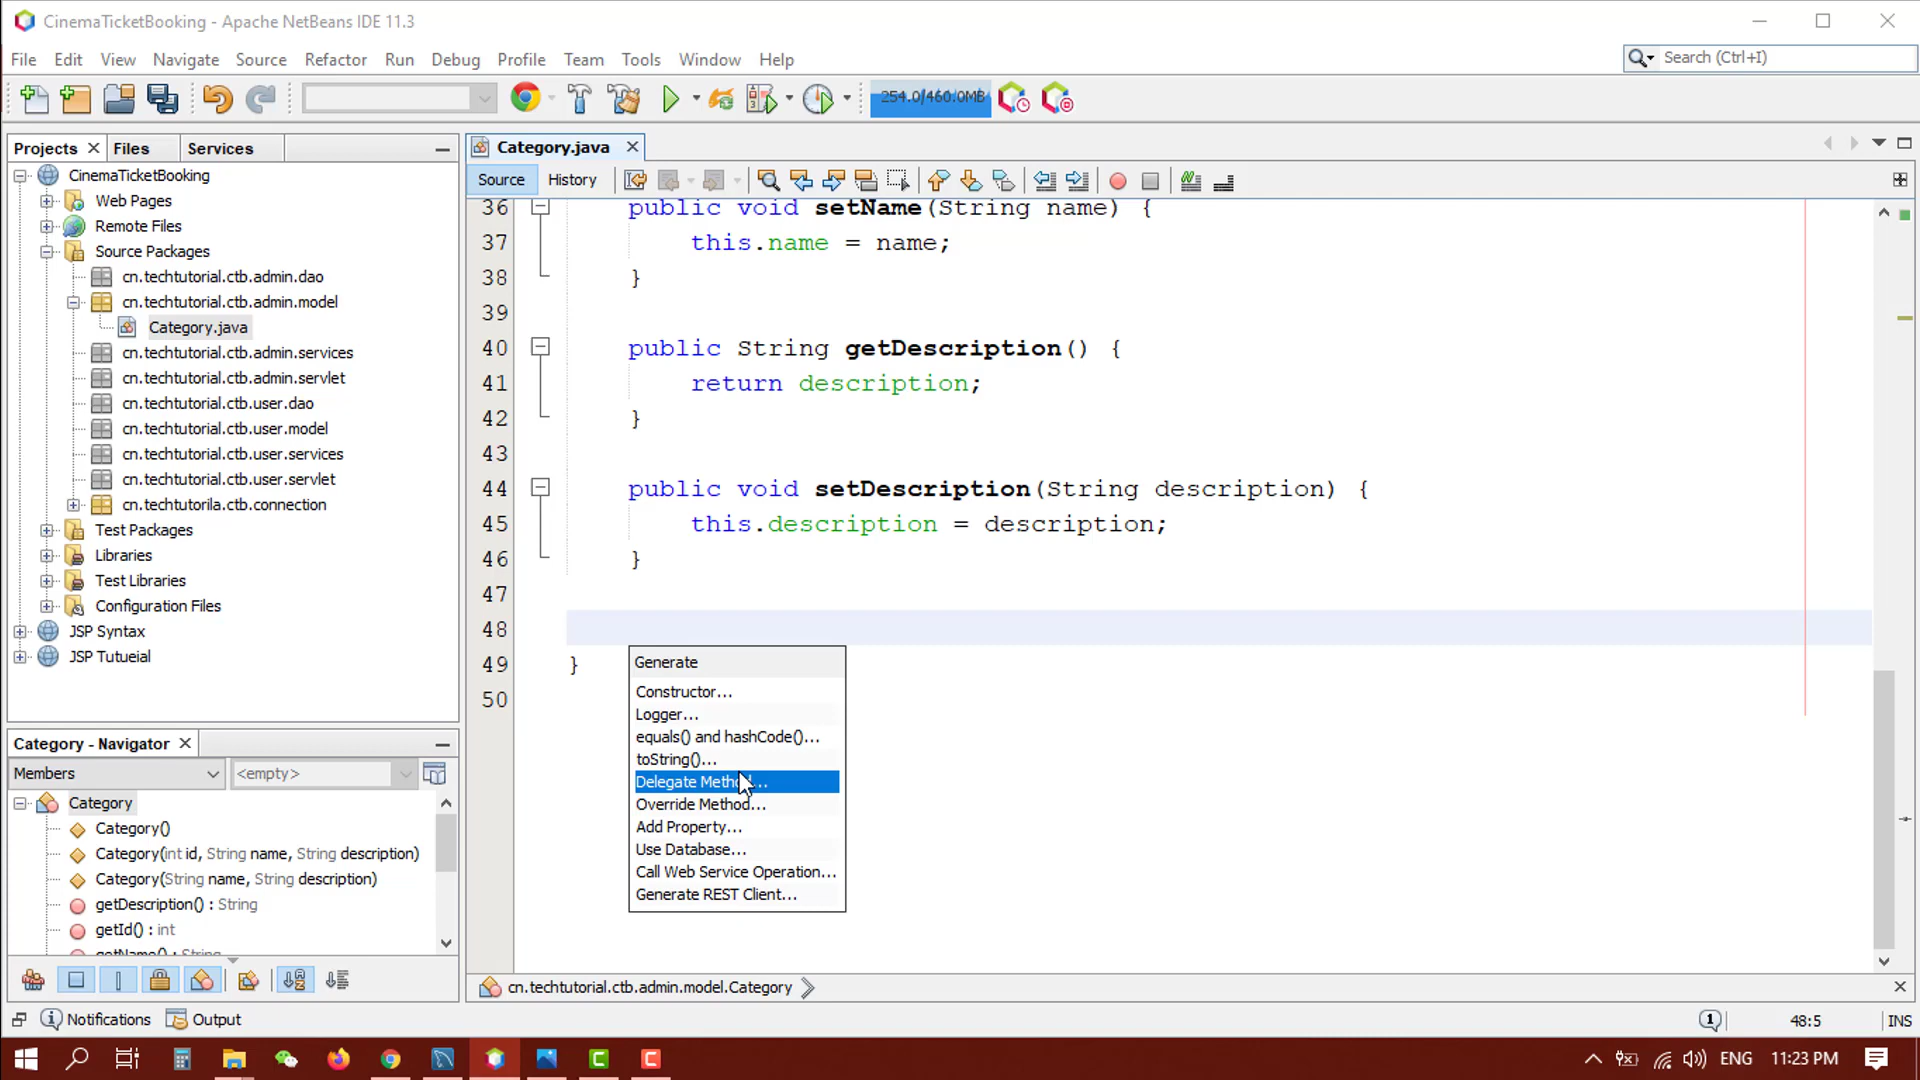 CinemaTicketBooking - Apache NetBeans IDE 11.3
File Edit View Navigate Source Refactor Run Debug Profile Team Tools Window Help
Search (Ctrl+I)
254.0/460.0MB
Projects Files Services
CinemaTicketBooking
Web Pages
Remote Files
Source Packages
cn.techtutorial.ctb.admin.dao
cn.techtutorial.ctb.admin.model
Category.java
cn.techtutorial.ctb.admin.services
cn.techtutorial.ctb.admin.servlet
cn.techtutorial.ctb.user.dao
cn.techtutorial.ctb.user.model
cn.techtutorial.ctb.user.services
cn.techtutorial.ctb.user.servlet
cn.techtutorila.ctb.connection
Test Packages
Libraries
Test Libraries
Configuration Files
JSP Syntax
JSP Tutueial
Category - Navigator
Members <empty>
Category
Category()
Category(int id, String name, String description)
Category(String name, String description)
getDescription() : String
getId() : int
getName() : String
Category.java
Source History
36 public void setName(String name) {
37 this.name = name;
38 }
39
40 public String getDescription() {
41 return description;
42 }
43
44 public void setDescription(String description) {
45 this.description = description;
46 }
47
48
49 }
50
Generate
Constructor...
Logger...
equals() and hashCode()...
toString()...
Delegate Method...
Override Method...
Add Property...
Use Database...
Call Web Service Operation...
Generate REST Client...
cn.techtutorial.ctb.admin.model.Category
Notifications Output
1 48:5 INS
ENG 11:23 PM